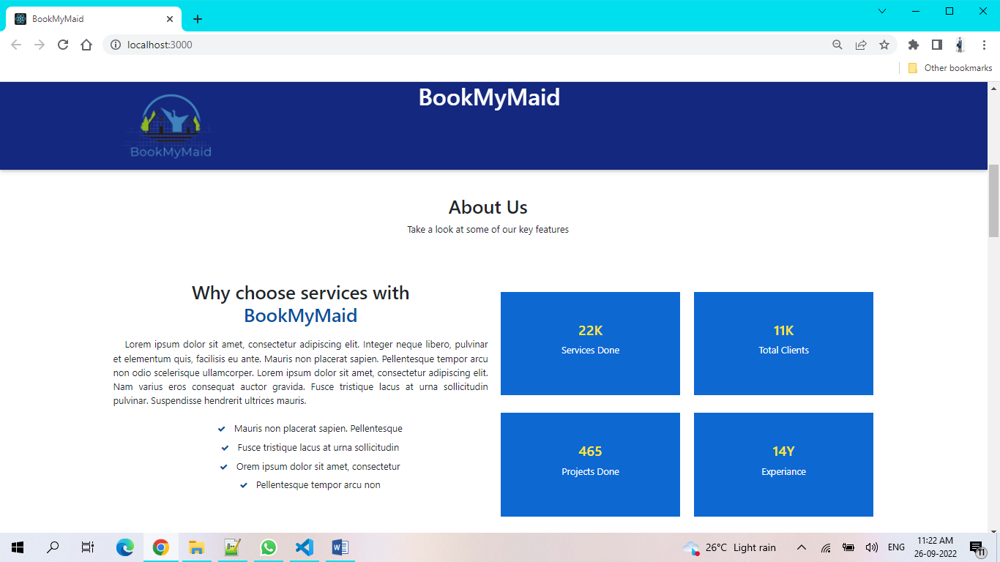 BookMyMaid
localhost:3000
Other bookmarks
BookMyMaid
BookMyMaid
About Us
Take a look at some of our key features
Why choose services with
BookMyMaid
Lorem ipsum dolor sit amet, consectetur adipiscing elit. Integer neque libero, pulvinar
et elementum quis, facilisis eu ante. Mauris non placerat sapien. Pellentesque tempor arcu
non odio scelerisque ullamcorper. Lorem ipsum dolor sit amet, consectetur adipiscing elit.
Nam varius eros consequat auctor gravida. Fusce tristique lacus at urna sollicitudin
pulvinar. Suspendisse hendrerit ultrices mauris.
Mauris non placerat sapien. Pellentesque
Fusce tristique lacus at urna sollicitudin
Orem ipsum dolor sit amet, consectetur
Pellentesque tempor arcu non
22K
Services Done
11K
Total Clients
465
Projects Done
14Y
Experiance
26°C Light rain
ENG
11:22 AM
26-09-2022
11